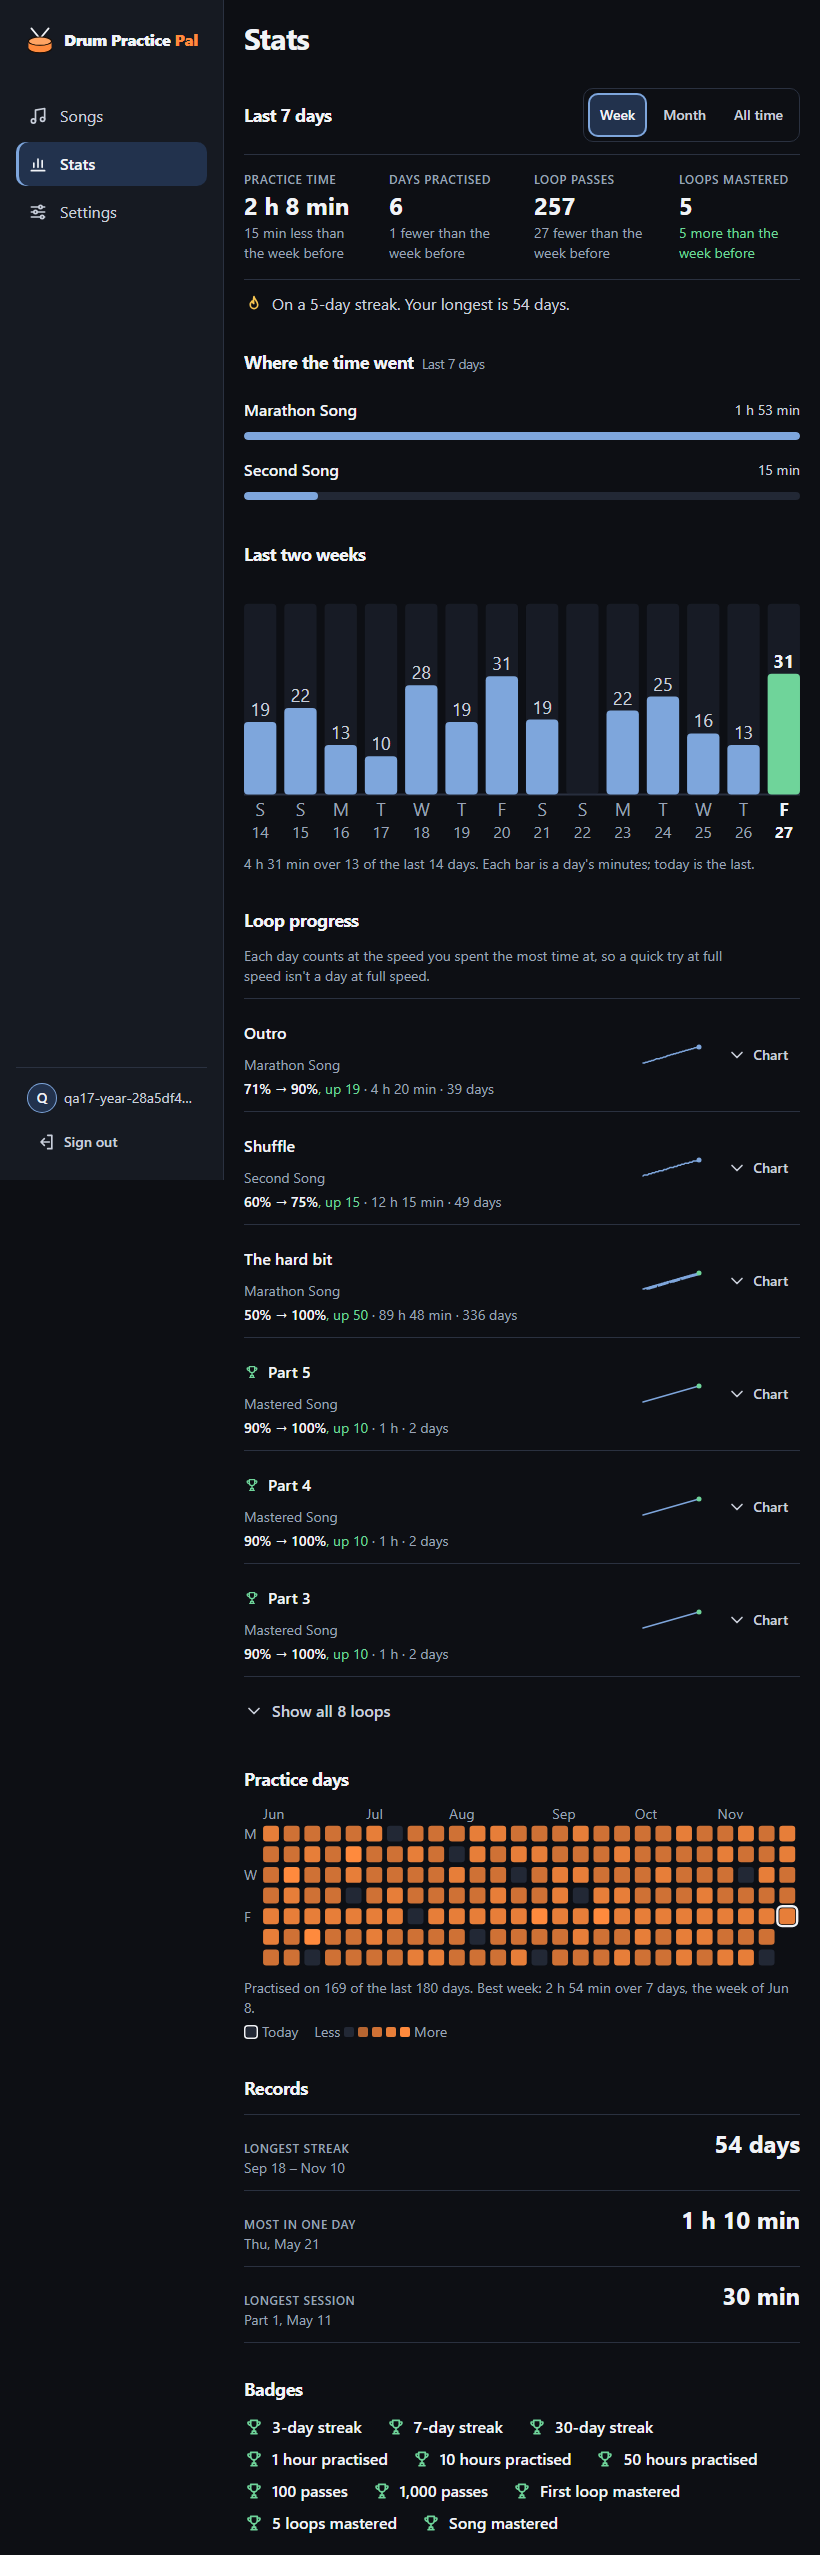 Drum Practice Pal
Songs
Stats
Settings
Q qa17-year-28a5df4...
Sign out
Stats
Last 7 days
Week Month All time
PRACTICE TIME DAYS PRACTISED LOOP PASSES LOOPS MASTERED
2 h 8 min 6 257 5
15 min less than 1 fewer than the 27 fewer than the 5 more than the
the week before week before week before week before
On a 5-day streak. Your longest is 54 days.
Where the time went Last 7 days
Marathon Song 1 h 53 min
Second Song 15 min
Last two weeks
19 22 13 10 28 19 31 19 22 25 16 13 31
S S M T W T F S S M T W T F
14 15 16 17 18 19 20 21 22 23 24 25 26 27
4 h 31 min over 13 of the last 14 days. Each bar is a day's minutes; today is the last.
Loop progress
Each day counts at the speed you spent the most time at, so a quick try at full
speed isn't a day at full speed.
Outro
Marathon Song
71% → 90%, up 19 · 4 h 20 min · 39 days
Chart
Shuffle
Second Song
60% → 75%, up 15 · 12 h 15 min · 49 days
Chart
The hard bit
Marathon Song
50% → 100%, up 50 · 89 h 48 min · 336 days
Chart
Part 5
Mastered Song
90% → 100%, up 10 · 1 h · 2 days
Chart
Part 4
Mastered Song
90% → 100%, up 10 · 1 h · 2 days
Chart
Part 3
Mastered Song
90% → 100%, up 10 · 1 h · 2 days
Chart
Show all 8 loops
Practice days
Jun Jul Aug Sep Oct Nov
M
W
F
Practised on 169 of the last 180 days. Best week: 2 h 54 min over 7 days, the week of Jun
8.
Today Less More
Records
LONGEST STREAK 54 days
Sep 18 – Nov 10
MOST IN ONE DAY 1 h 10 min
Thu, May 21
LONGEST SESSION 30 min
Part 1, May 11
Badges
3-day streak 7-day streak 30-day streak
1 hour practised 10 hours practised 50 hours practised
100 passes 1,000 passes First loop mastered
5 loops mastered Song mastered